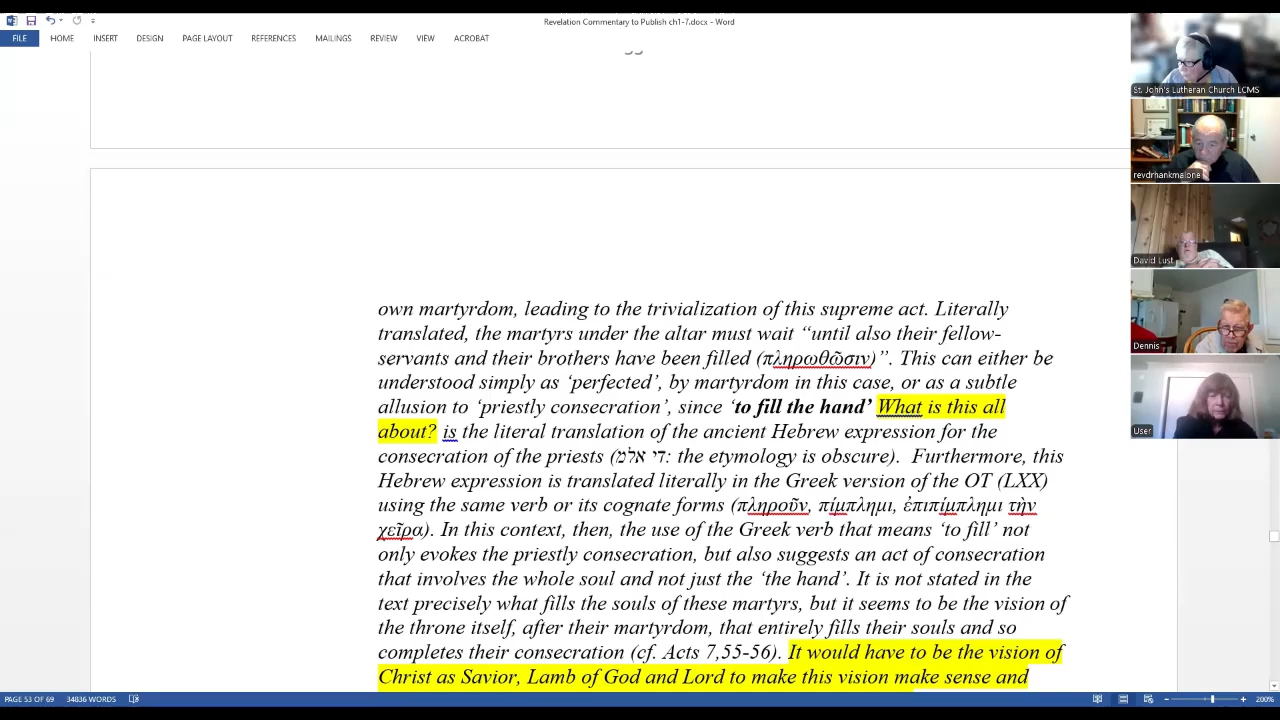 Revelation Commentary to Publish ch1-7.docx - Word
FILE HOME INSERT DESIGN PAGE LAYOUT REFERENCES MAILINGS REVIEW VIEW ACROBAT
St. John's Lutheran Church LCMS
revdrhankmalone
David Lust
Dennis
User
own martyrdom, leading to the trivialization of this supreme act. Literally
translated, the martyrs under the altar must wait “until also their fellow-
servants and their brothers have been filled (πληρωθῶσιν)”. This can either be
understood simply as ‘perfected’, by martyrdom in this case, or as a subtle
allusion to ‘priestly consecration’, since ‘to fill the hand’ What is this all
about? is the literal translation of the ancient Hebrew expression for the
consecration of the priests (די אלמ: the etymology is obscure). Furthermore, this
Hebrew expression is translated literally in the Greek version of the OT (LXX)
using the same verb or its cognate forms (πληροῦν, πίμπλημι, ἐπιπίμπλημι τὴν
χεῖρα). In this context, then, the use of the Greek verb that means ‘to fill’ not
only evokes the priestly consecration, but also suggests an act of consecration
that involves the whole soul and not just the ‘the hand’. It is not stated in the
text precisely what fills the souls of these martyrs, but it seems to be the vision of
the throne itself, after their martyrdom, that entirely fills their souls and so
completes their consecration (cf. Acts 7,55-56). It would have to be the vision of
Christ as Savior, Lamb of God and Lord to make this vision make sense and
PAGE 53 OF 69 34836 WORDS 200%